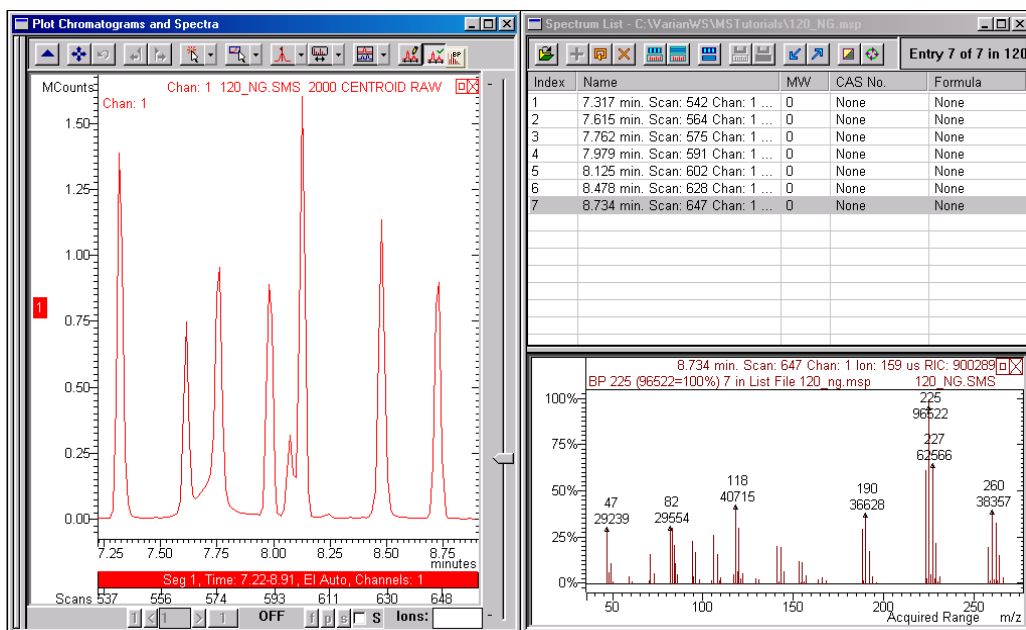 Plot Chromatograms and Spectra
BP
MCounts
Chan: 1 120_NG.SMS 2000 CENTROID RAW
Chan: 1
1.50
1.25
1.00
0.75
0.50
0.25
0.00
1
7.25 7.50 7.75 8.00 8.25 8.50 8.75
minutes
Seg 1, Time: 7.22-8.91, EI Auto, Channels: 1
Scans 537 556 574 593 611 630 648
1 < 1 > 1 OFF f p s S Ions:
Spectrum List - C:\VarianWS\MSTutorials\120_NG.msp
Entry 7 of 7 in 120
Index Name MW CAS No. Formula
1 7.317 min. Scan: 542 Chan: 1 ... 0 None None
2 7.615 min. Scan: 564 Chan: 1 ... 0 None None
3 7.762 min. Scan: 575 Chan: 1 ... 0 None None
4 7.979 min. Scan: 591 Chan: 1 ... 0 None None
5 8.125 min. Scan: 602 Chan: 1 ... 0 None None
6 8.478 min. Scan: 628 Chan: 1 ... 0 None None
7 8.734 min. Scan: 647 Chan: 1 ... 0 None None
8.734 min. Scan: 647 Chan: 1 Ion: 159 us RIC: 900289
BP 225 (96522=100%) 7 in List File 120_ng.msp 120_NG.SMS
100%
75%
50%
25%
0%
225
96522
227
62566
118
40715
260
38357
190
36628
82
29554
47
29239
50 100 150 200 250
Acquired Range m/z